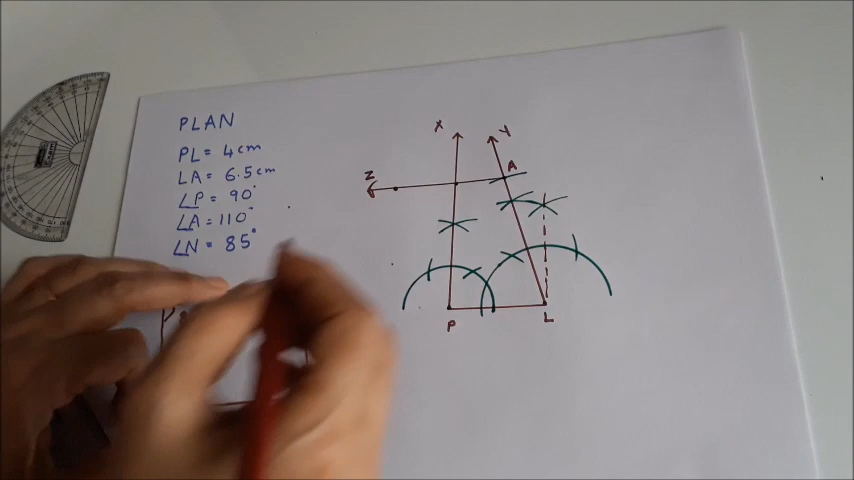 PLAN
PL = 4cm
LA = 6.5cm
∠P = 90°
∠A = 110°
∠N = 85°
X
Y
Z
A
P
L
P